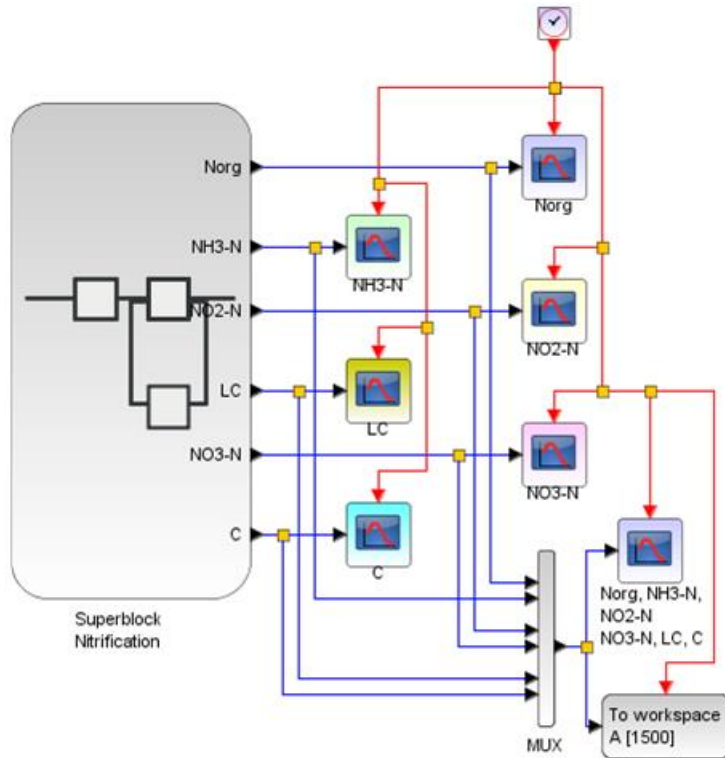 Norg
Norg
NH3-N
NH3-N
NO2-N
NO2-N
LC
LC
NO3-N
NO3-N
C
C
Norg, NH3-N,
NO2-N
NO3-N, LC, C
Superblock
Nitrification
MUX
To workspace
A [1500]